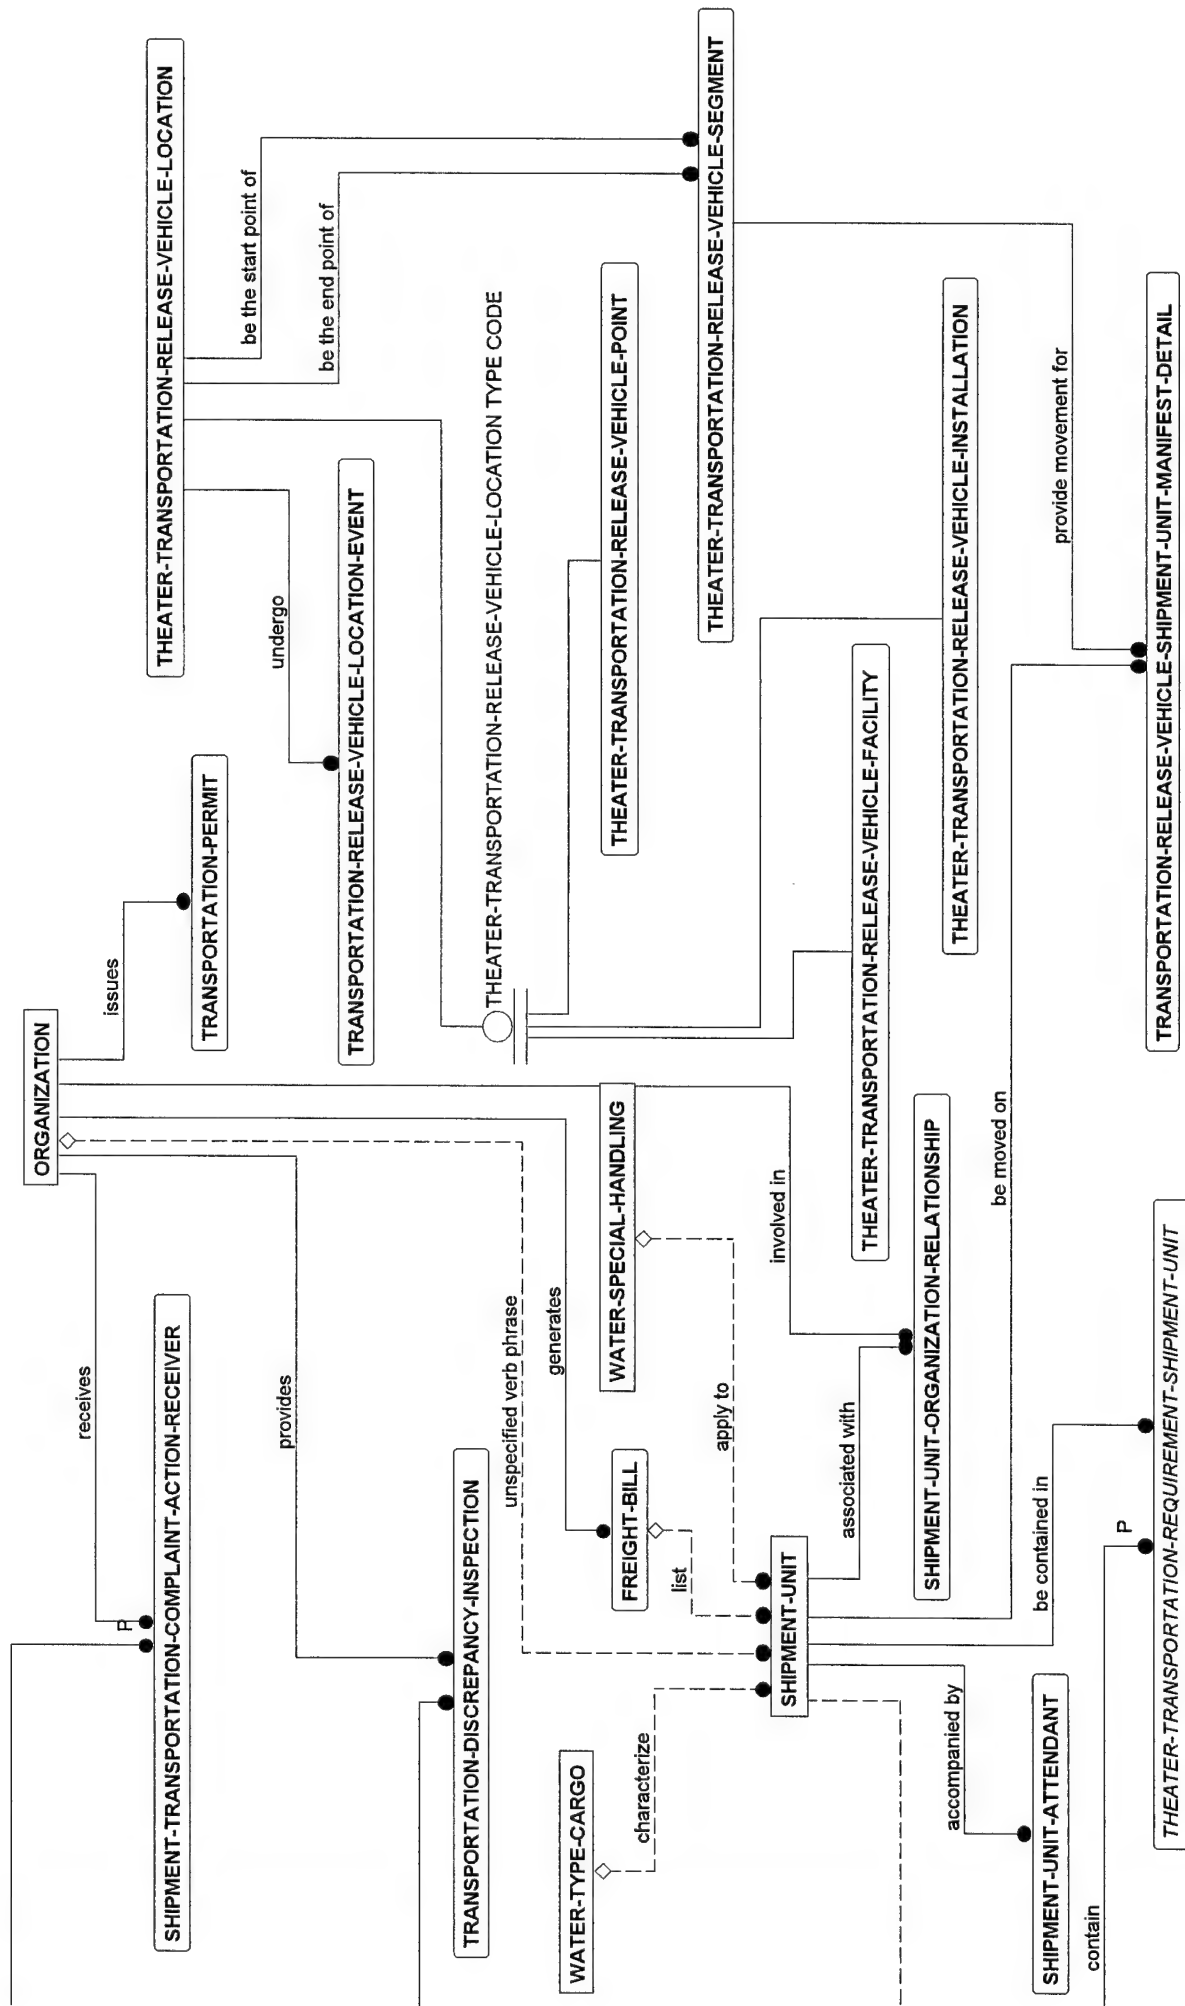 ORGANIZATION
receives
issues
P
SHIPMENT-TRANSPORTATION-COMPLAINT-ACTION-RECEIVER
THEATER-TRANSPORTATION-RELEASE-VEHICLE-LOCATION
TRANSPORTATION-PERMIT
be the start point of
provides
undergo
be the end point of
TRANSPORTATION-RELEASE-VEHICLE-LOCATION-EVENT
TRANSPORTATION-DISCREPANCY-INSPECTION
THEATER-TRANSPORTATION-RELEASE-VEHICLE-LOCATION TYPE CODE
unspecified verb phrase
generates
WATER-TYPE-CARGO
FREIGHT-BILL
WATER-SPECIAL-HANDLING
THEATER-TRANSPORTATION-RELEASE-VEHICLE-POINT
characterize
list
apply to
THEATER-TRANSPORTATION-RELEASE-VEHICLE-SEGMENT
involved in
SHIPMENT-UNIT
associated with
THEATER-TRANSPORTATION-RELEASE-VEHICLE-FACILITY
SHIPMENT-UNIT-ORGANIZATION-RELATIONSHIP
accompanied by
THEATER-TRANSPORTATION-RELEASE-VEHICLE-INSTALLATION
be moved on
be contained in
SHIPMENT-UNIT-ATTENDANT
provide movement for
contain
P
THEATER-TRANSPORTATION-REQUIREMENT-SHIPMENT-UNIT
TRANSPORTATION-RELEASE-VEHICLE-SHIPMENT-UNIT-MANIFEST-DETAIL